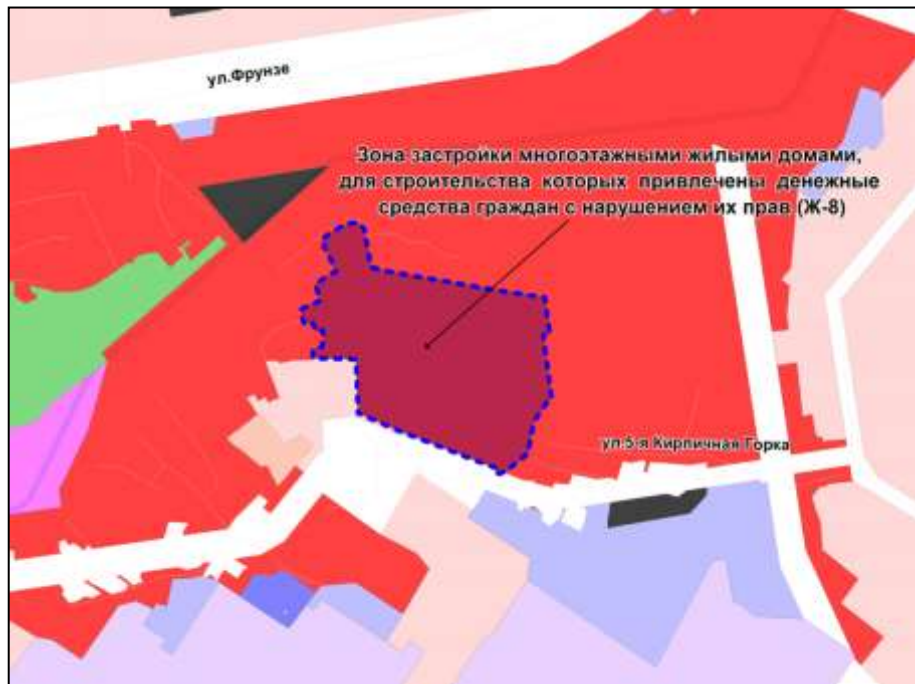 ул.Фрунзе
Зона застройки многоэтажными жилыми домами,
для строительства которых привлечены денежные
средства граждан с нарушением их прав (Ж-8)
ул.5-я Кирпичная Горка